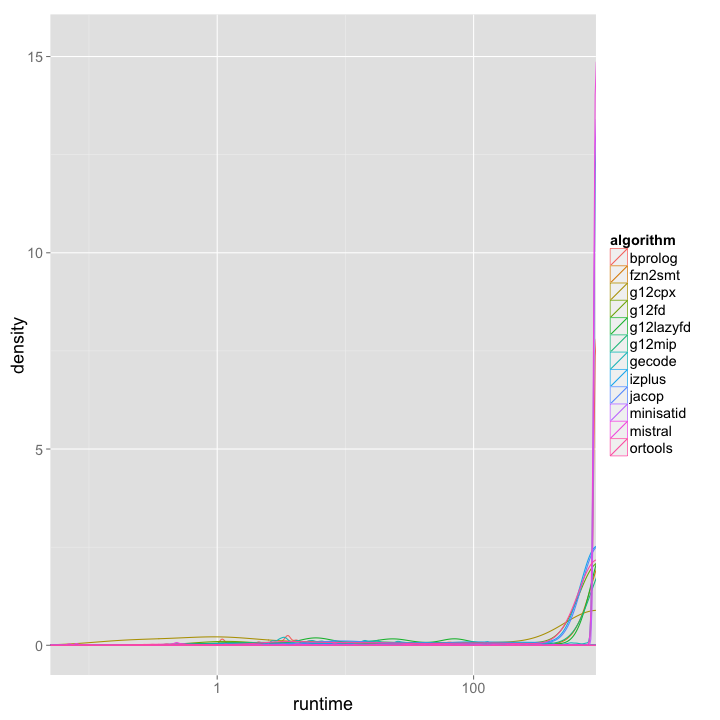 15
10
5
0
density
1
100
runtime
algorithm
bprolog
fzn2smt
g12cpx
g12fd
g12lazyfd
g12mip
gecode
izplus
jacop
minisatid
mistral
ortools